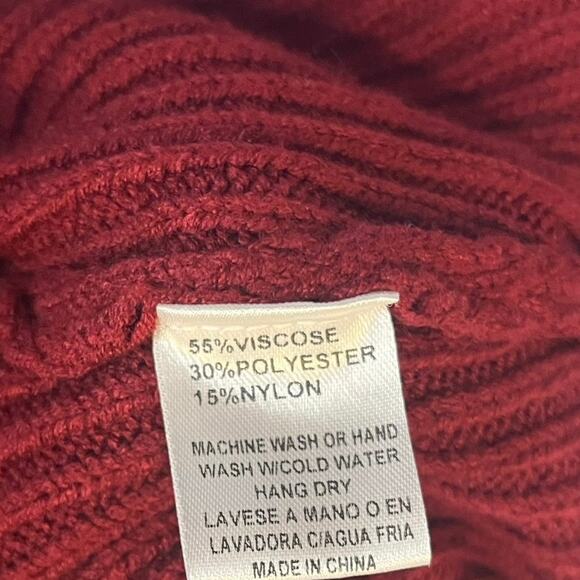 55%VISCOSE
30%POLYESTER
15%NYLON
MACHINE WASH OR HAND
WASH W/COLD WATER
HANG DRY
LAVESE A MANO O EN
LAVADORA C/AGUA FRIA
MADE IN CHINA